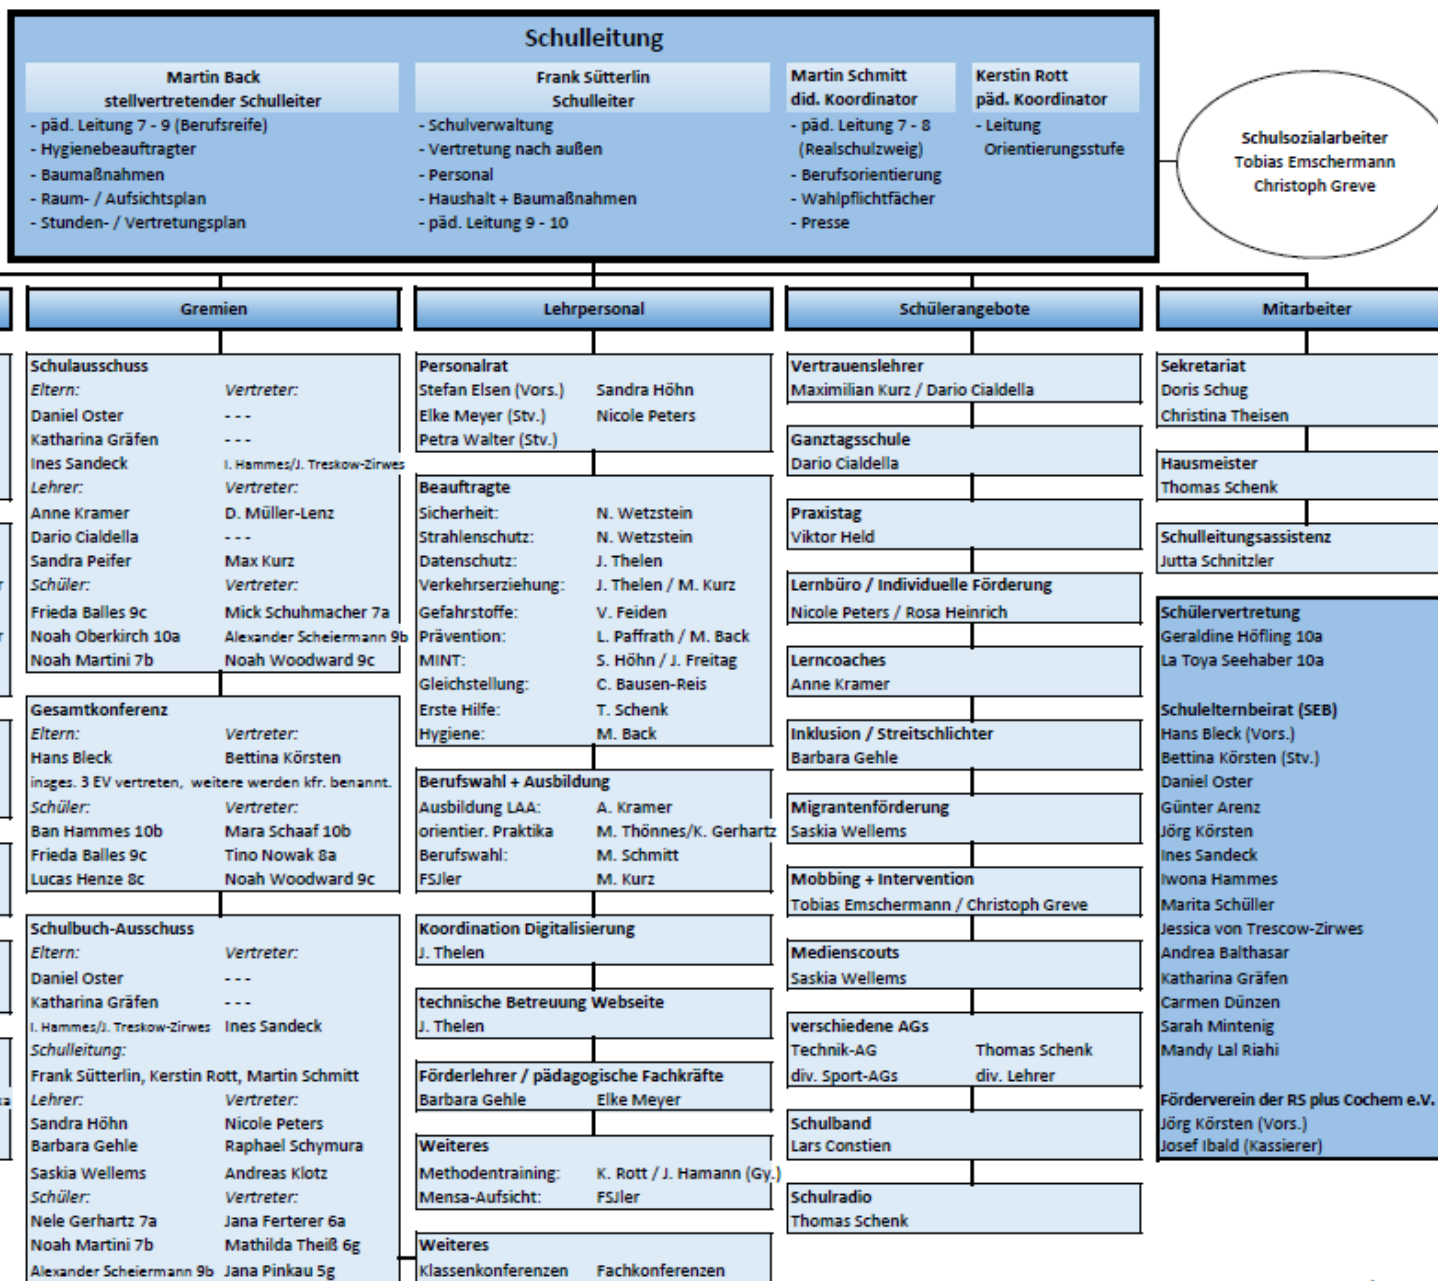 Schulleitung
Martin Back
stellvertretender Schulleiter
- päd. Leitung 7 - 9 (Berufsreife)
- Hygienebeauftragter
- Baumaßnahmen
- Raum- / Aufsichtsplan
- Stunden- / Vertretungsplan
Frank Sütterlin
Schulleiter
- Schulverwaltung
- Vertretung nach außen
- Personal
- Haushalt + Baumaßnahmen
- päd. Leitung 9 - 10
Martin Schmitt
did. Koordinator
- päd. Leitung 7 - 8
(Realschulzweig)
- Berufsorientierung
- Wahlpflichtfächer
- Presse
Kerstin Rott
päd. Koordinator
- Leitung
Orientierungsstufe
Schulsozialarbeiter
Tobias Emschermann
Christoph Greve
Gremien
Schulausschuss
Eltern: Vertreter:
Daniel Oster - - -
Katharina Gräfen - - -
Ines Sandeck I. Hammes/J. Treskow-Zirwes
Lehrer: Vertreter:
Anne Kramer D. Müller-Lenz
Dario Cialdella - - -
Sandra Peifer Max Kurz
Schüler: Vertreter:
Frieda Balles 9c Mick Schuhmacher 7a
Noah Oberkirch 10a Alexander Scheiermann 9b
Noah Martini 7b Noah Woodward 9c
Gesamtkonferenz
Eltern: Vertreter:
Hans Bleck Bettina Körsten
insges. 3 EV vertreten, weitere werden kfr. benannt.
Schüler: Vertreter:
Ban Hammes 10b Mara Schaaf 10b
Frieda Balles 9c Tino Nowak 8a
Lucas Henze 8c Noah Woodward 9c
Schulbuch-Ausschuss
Eltern: Vertreter:
Daniel Oster - - -
Katharina Gräfen - - -
I. Hammes/J. Treskow-Zirwes Ines Sandeck
Schulleitung:
Frank Sütterlin, Kerstin Rott, Martin Schmitt
Lehrer: Vertreter:
Sandra Höhn Nicole Peters
Barbara Gehle Raphael Schymura
Saskia Wellems Andreas Klotz
Schüler: Vertreter:
Nele Gerhartz 7a Jana Ferterer 6a
Noah Martini 7b Mathilda Theiß 6g
Alexander Scheiermann 9b Jana Pinkau 5g
Lehrpersonal
Personalrat
Stefan Elsen (Vors.) Sandra Höhn
Elke Meyer (Stv.) Nicole Peters
Petra Walter (Stv.)
Beauftragte
Sicherheit: N. Wetzstein
Strahlenschutz: N. Wetzstein
Datenschutz: J. Thelen
Verkehrserziehung: J. Thelen / M. Kurz
Gefahrstoffe: V. Feiden
Prävention: L. Paffrath / M. Back
MINT: S. Höhn / J. Freitag
Gleichstellung: C. Bausen-Reis
Erste Hilfe: T. Schenk
Hygiene: M. Back
Berufswahl + Ausbildung
Ausbildung LAA: A. Kramer
orientier. Praktika M. Thönnes/K. Gerhartz
Berufswahl: M. Schmitt
FSJler M. Kurz
Koordination Digitalisierung
J. Thelen
technische Betreuung Webseite
J. Thelen
Förderlehrer / pädagogische Fachkräfte
Barbara Gehle Elke Meyer
Weiteres
Methodentraining: K. Rott / J. Hamann (Gy.)
Mensa-Aufsicht: FSJler
Weiteres
Klassenkonferenzen Fachkonferenzen
Schülerangebote
Vertrauenslehrer
Maximilian Kurz / Dario Cialdella
Ganztagsschule
Dario Cialdella
Praxistag
Viktor Held
Lernbüro / Individuelle Förderung
Nicole Peters / Rosa Heinrich
Lerncoaches
Anne Kramer
Inklusion / Streitschlichter
Barbara Gehle
Migrantenförderung
Saskia Wellems
Mobbing + Intervention
Tobias Emschermann / Christoph Greve
Medienscouts
Saskia Wellems
verschiedene AGs
Technik-AG Thomas Schenk
div. Sport-AGs div. Lehrer
Schulband
Lars Constien
Schulradio
Thomas Schenk
Mitarbeiter
Sekretariat
Doris Schug
Christina Theisen
Hausmeister
Thomas Schenk
Schulleitungsassistenz
Jutta Schnitzler
Schülervertretung
Geraldine Höfling 10a
La Toya Seehaber 10a
Schulelternbeirat (SEB)
Hans Bleck (Vors.)
Bettina Körsten (Stv.)
Daniel Oster
Günter Arenz
Jörg Körsten
Ines Sandeck
Iwona Hammes
Marita Schüller
Jessica von Trescow-Zirwes
Andrea Balthasar
Katharina Gräfen
Carmen Dünzen
Sarah Mintenig
Mandy Lal Riahi
Förderverein der RS plus Cochem e.V.
Jörg Körsten (Vors.)
Josef Ibald (Kassierer)